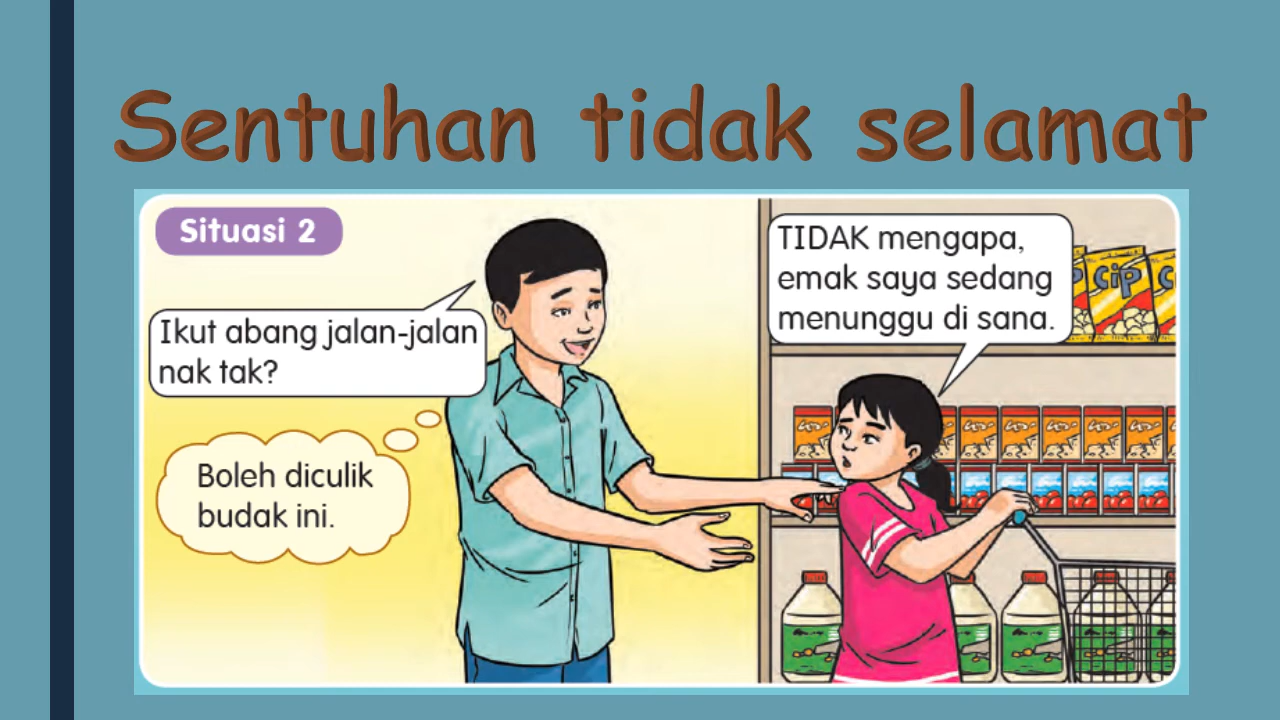 Sentuhan tidak selamat
Situasi 2
Ikut abang jalan-jalan
nak tak?
Boleh diculik
budak ini.
TIDAK mengapa,
emak saya sedang
menunggu di sana.
Cip